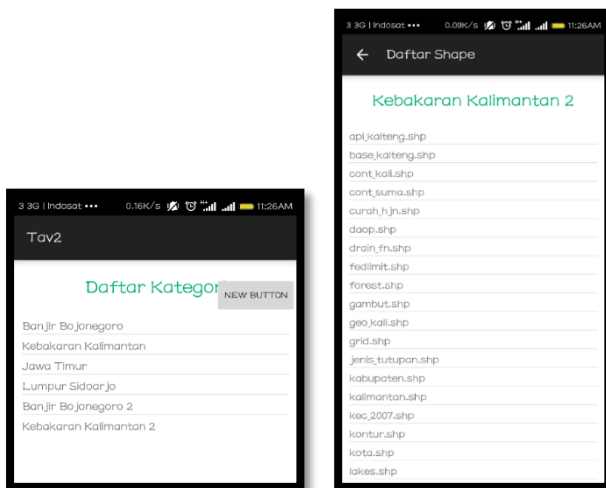 3 3G | Indosat ••• 0.16K/s 11:26AM
Tav2
Daftar Kategor
NEW BUTTON
Banjir Bojonegoro
Kebakaran Kalimantan
Jawa Timur
Lumpur Sidoarjo
Banjir Bojonegoro 2
Kebakaran Kalimantan 2
3 3G | Indosat ••• 0.09K/s 11:26AM
Daftar Shape
Kebakaran Kalimantan 2
api_kalteng.shp
base_kalteng.shp
cont_kali.shp
cont_suma.shp
curah_hjn.shp
daop.shp
drain_fn.shp
fedlimit.shp
forest.shp
gambut.shp
geo_kali.shp
grid.shp
jenis_tutupan.shp
kabupaten.shp
kalimantan.shp
kec_2007.shp
kontur.shp
kota.shp
lakes.shp